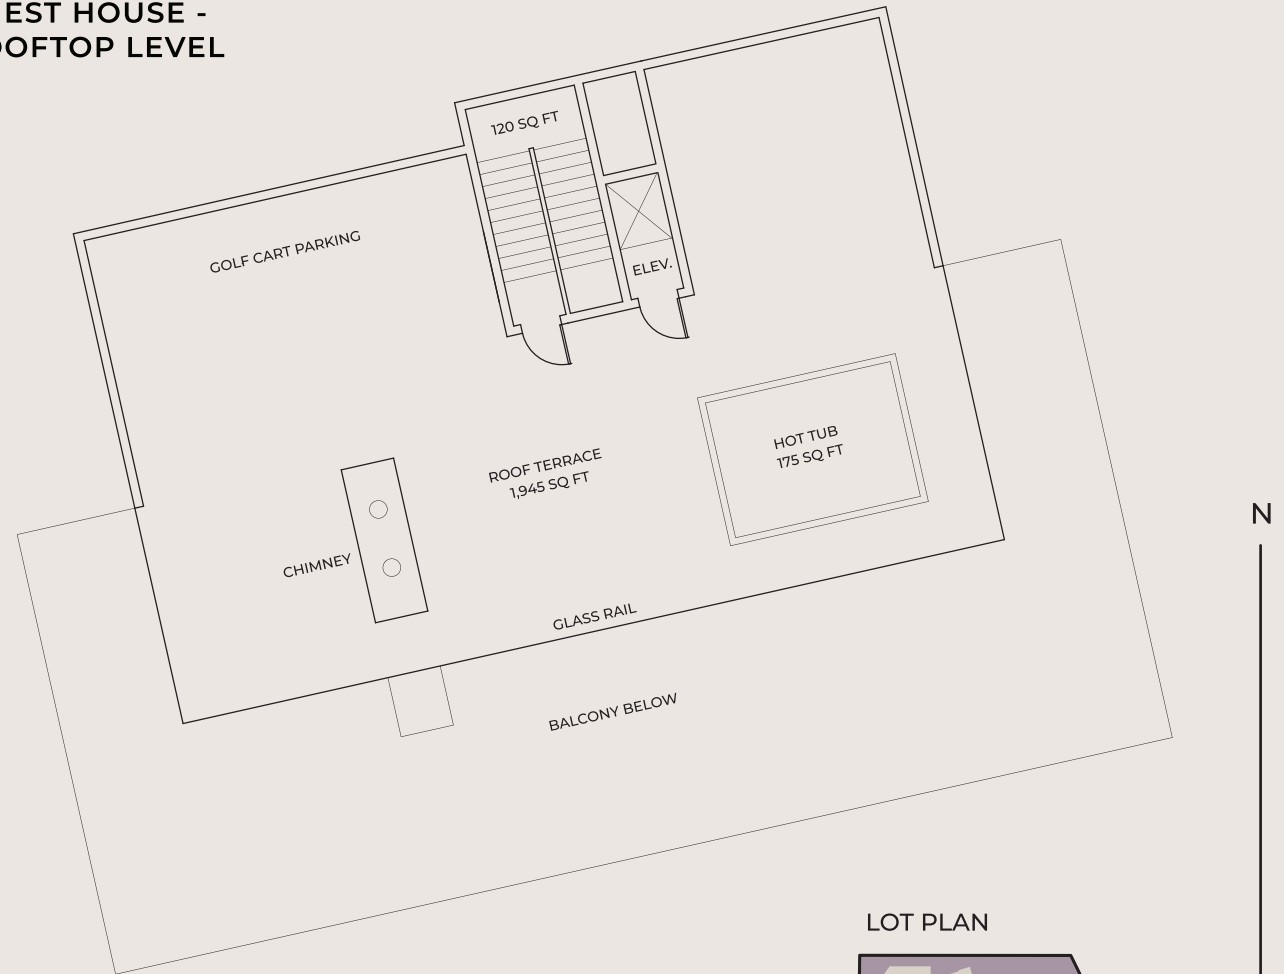 EST HOUSE -
OOFTOP LEVEL
120 SQ FT
GOLF CART PARKING
ELEV.
HOT TUB
175 SQ FT
ROOF TERRACE
1,945 SQ FT
CHIMNEY
GLASS RAIL
BALCONY BELOW
N
LOT PLAN